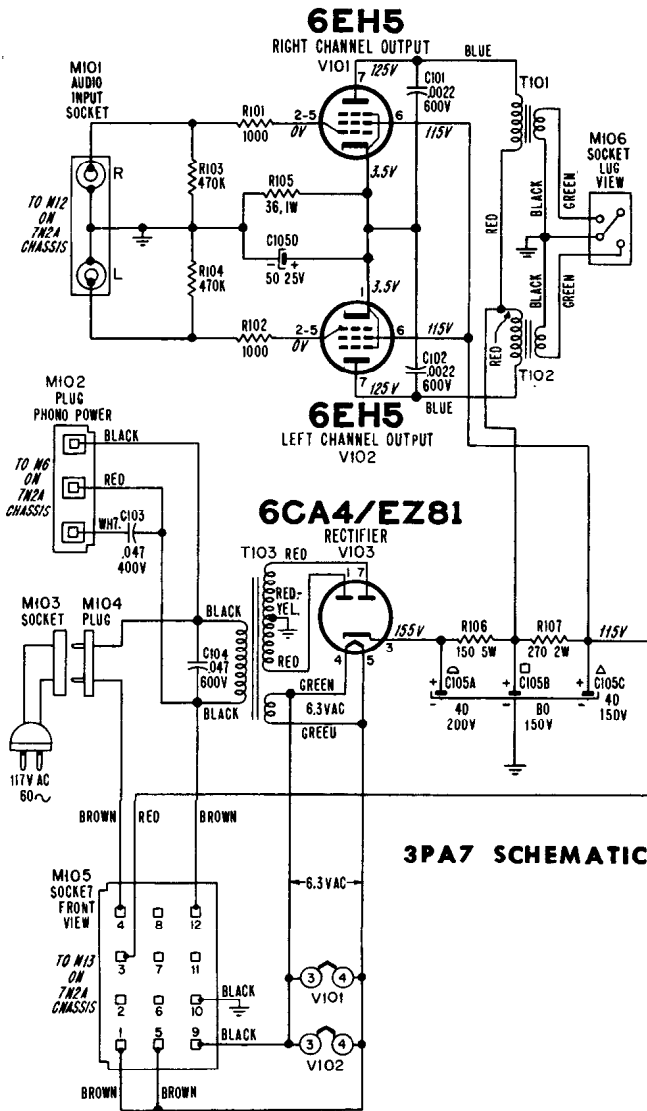 6EH5
RIGHT CHANNEL OUTPUT
V101
BLUE
M101
AUDIO
INPUT
SOCKET
7
125V
C101
.0022
600V
T101
R101
1000
2-5
0V
6
115V
M106
SOCKET
LUG
VIEW
R
R103
470K
3.5V
R105
36,1W
TO M12
ON
7N2A
CHASSIS
RED
BLACK
GREEN
C105D
- +
50 25V
L
R104
470K
3.5V
1
BLACK
GREEN
R102
1000
2-5
0V
6
115V
RED
C102
.0022
600V
T102
7
125V
BLUE
6EH5
LEFT CHANNEL OUTPUT
V102
M102
PLUG
PHONO POWER
BLACK
TO M6
ON
7N2A
CHASSIS
RED
WHT.
C103
.047
400V
6CA4/EZ81
RECTIFIER
V103
T103
RED
1 7
RED-
YEL.
M103
SOCKET
M104
PLUG
BLACK
C104
.047
600V
RED
4 5 3
155V
R106
150 5W
R107
270 2W
115V
GREEN
6.3VAC
GREEN
BLACK
+ C105A
-
40
200V
+ C105B
-
80
150V
+ C105C
-
40
150V
117V AC
60~
BROWN
RED
BROWN
3PA7 SCHEMATIC
M105
SOCKET
FRONT
VIEW
6.3VAC
4 8 12
TO M13
ON
7N2A
CHASSIS
3 7 11
3 4
V101
2 6 10
BLACK
1 5 9
BLACK
3 4
V102
BROWN
BROWN